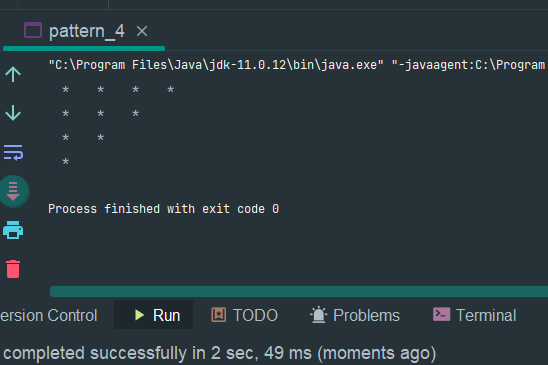 pattern_4
"C:\Program Files\Java\jdk-11.0.12\bin\java.exe" "-javaagent:C:\Program
* * * *
* * *
* *
*
Process finished with exit code 0
ersion Control Run TODO Problems Terminal
completed successfully in 2 sec, 49 ms (moments ago)